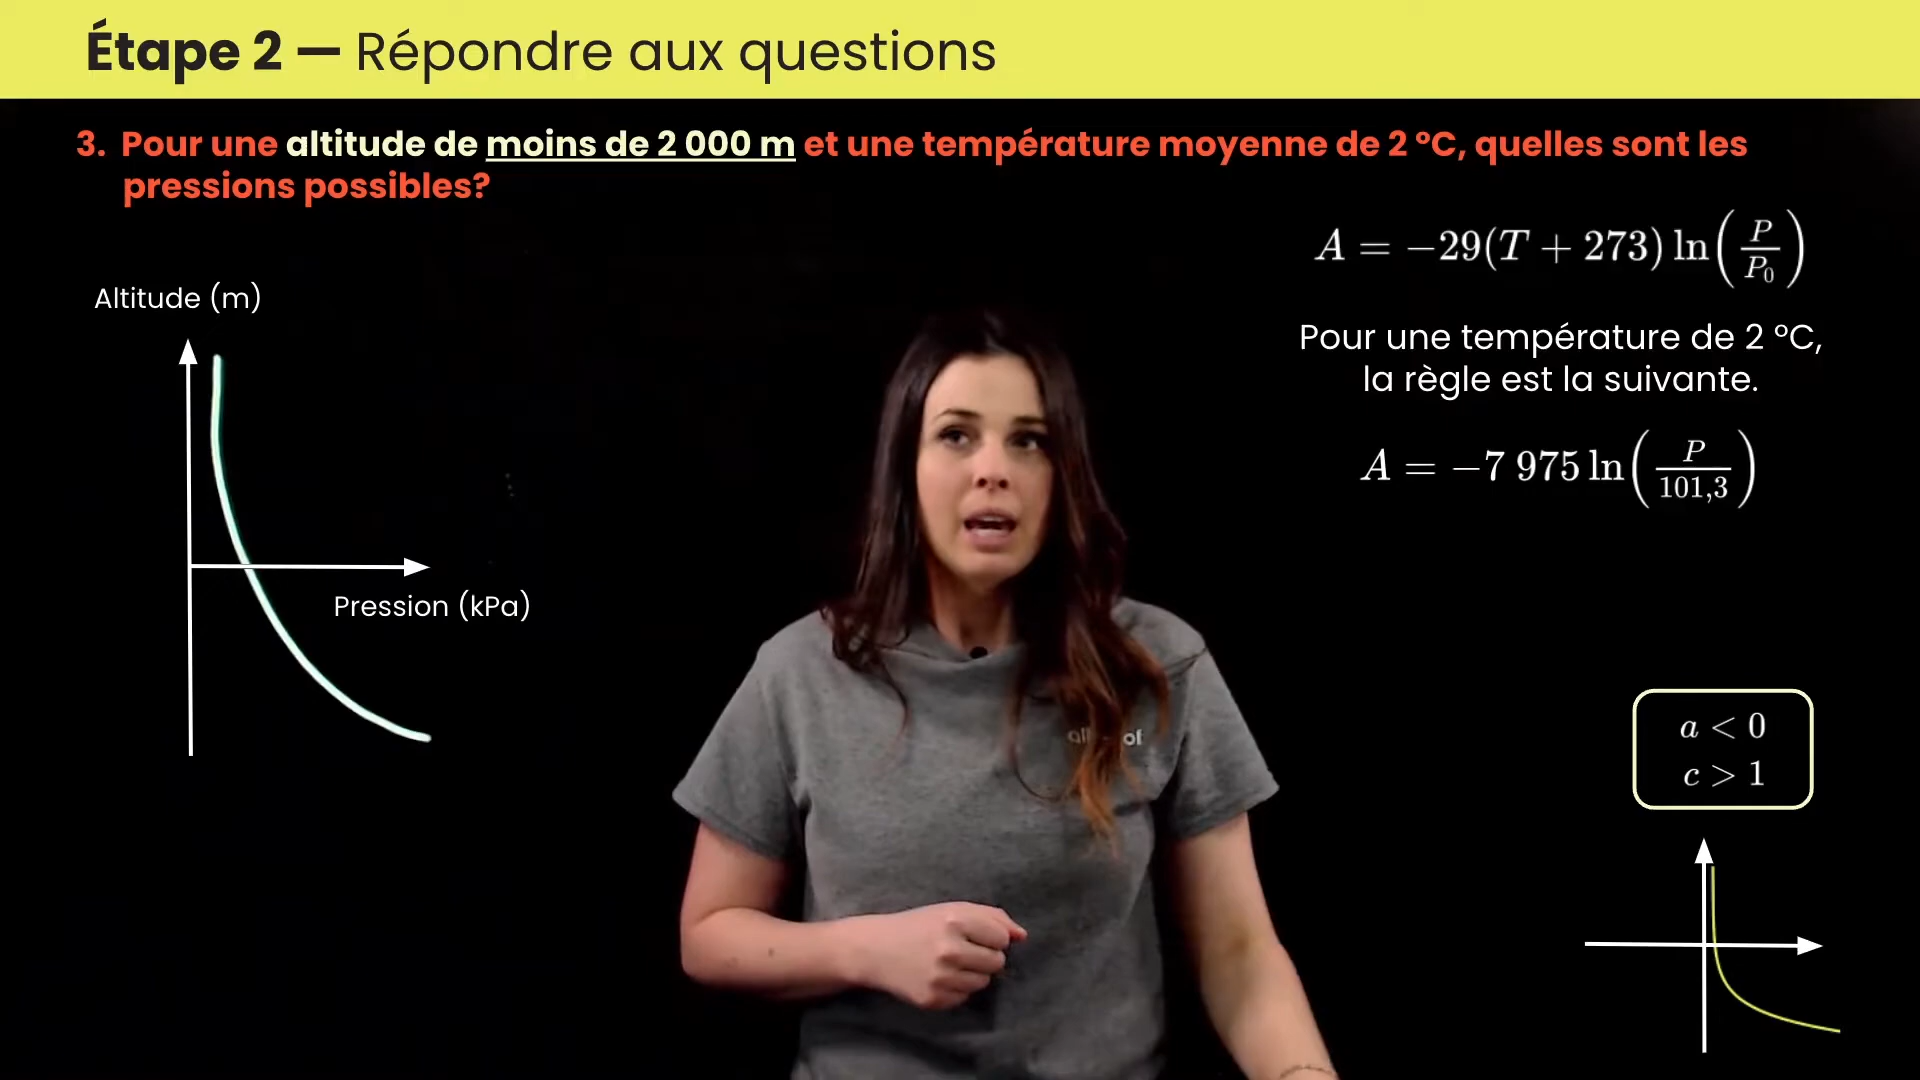 Étape 2 — Répondre aux questions
3. Pour une altitude de moins de 2 000 m et une température moyenne de 2 °C, quelles sont les
pressions possibles?
A = −29(T + 273) ln(P/P₀)
Altitude (m)
Pour une température de 2 °C,
la règle est la suivante.
A = −7 975 ln(P/101,3)
Pression (kPa)
a < 0
c > 1